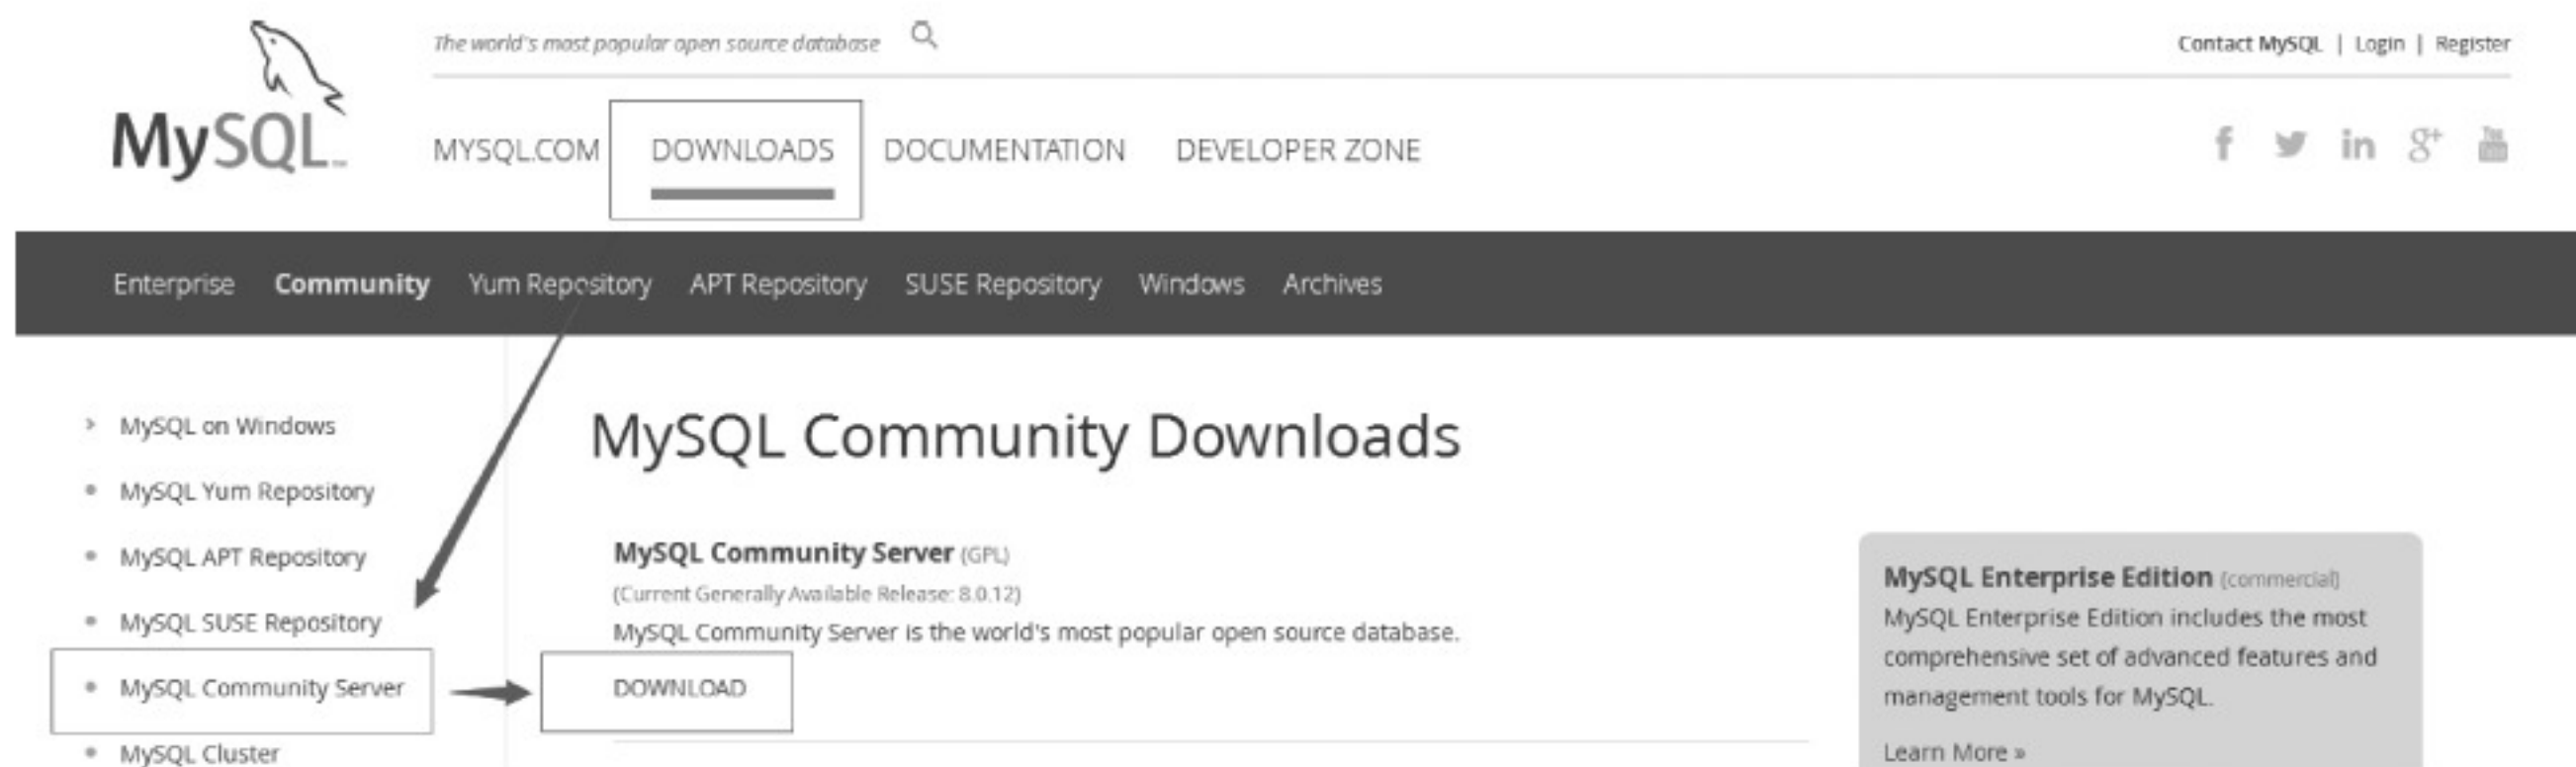 The world's most popular open source database
Contact MySQL | Login | Register
MySQL™
MYSQL.COM DOWNLOADS DOCUMENTATION DEVELOPER ZONE
Enterprise Community Yum Repository APT Repository SUSE Repository Windows Archives
MySQL on Windows
MySQL Yum Repository
MySQL APT Repository
MySQL SUSE Repository
MySQL Community Server
MySQL Cluster
MySQL Community Downloads
MySQL Community Server (GPL)
(Current Generally Available Release: 8.0.12)
MySQL Community Server is the world's most popular open source database.
DOWNLOAD
MySQL Enterprise Edition (commercial)
MySQL Enterprise Edition includes the most
comprehensive set of advanced features and
management tools for MySQL.
Learn More »